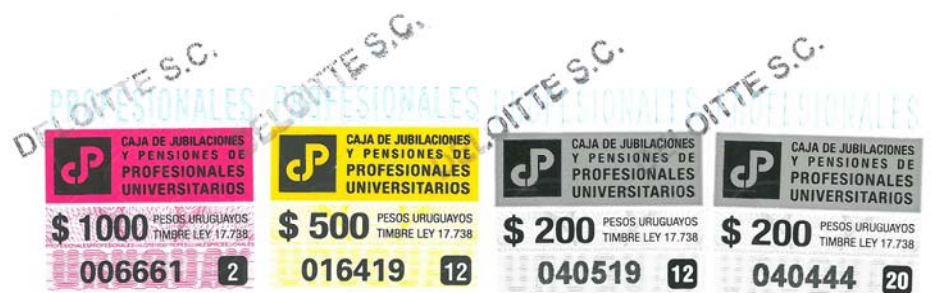 DELOITTE S.C.
DELOITTE S.C.
DELOITTE S.C.
DELOITTE S.C.
PROFESIONALES PROFESIONALES PROFESIONALES PROFESIONALES
CAJA DE JUBILACIONES
Y PENSIONES DE
PROFESIONALES
UNIVERSITARIOS
$ 1000 PESOS URUGUAYOS
TIMBRE LEY 17.738
006661 2
CAJA DE JUBILACIONES
Y PENSIONES DE
PROFESIONALES
UNIVERSITARIOS
$ 500 PESOS URUGUAYOS
TIMBRE LEY 17.738
016419 12
CAJA DE JUBILACIONES
Y PENSIONES DE
PROFESIONALES
UNIVERSITARIOS
$ 200 PESOS URUGUAYOS
TIMBRE LEY 17.738
040519 12
CAJA DE JUBILACIONES
Y PENSIONES DE
PROFESIONALES
UNIVERSITARIOS
$ 200 PESOS URUGUAYOS
TIMBRE LEY 17.738
040444 20